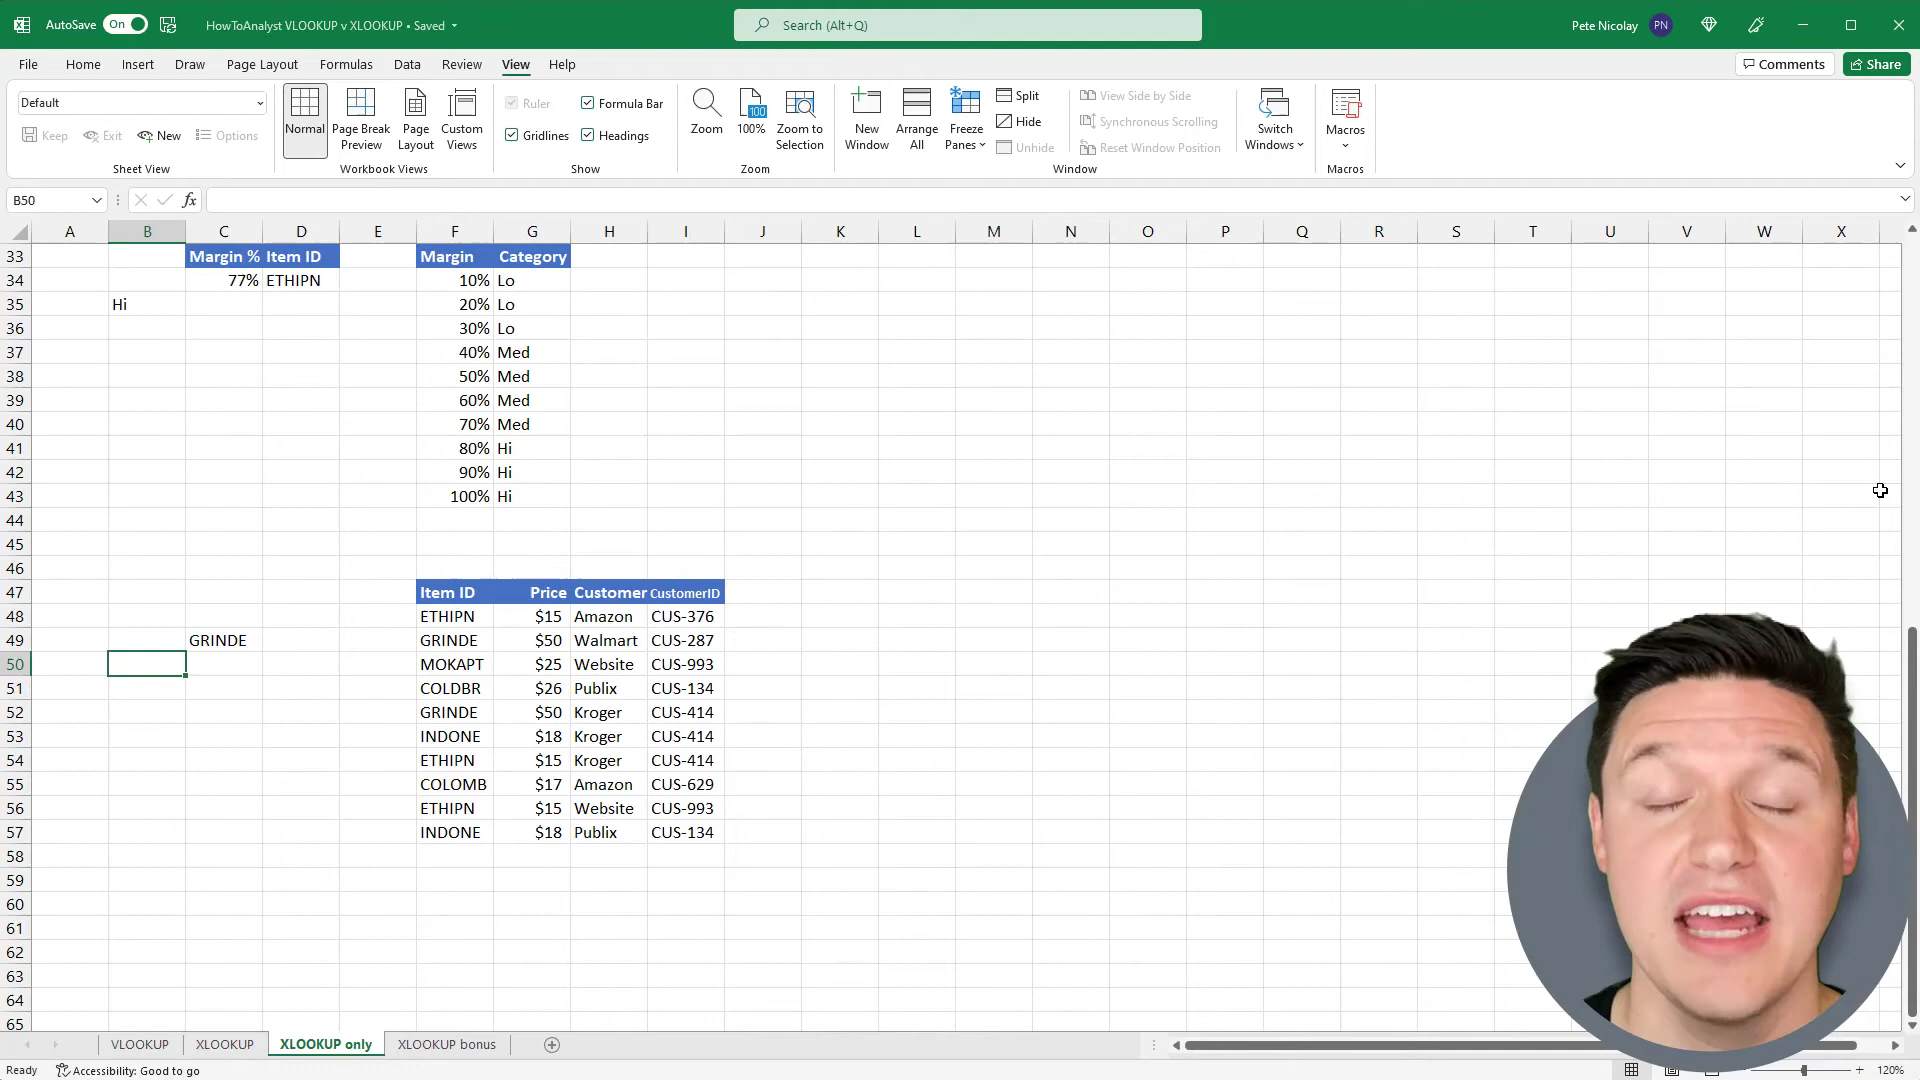 AutoSave On HowToAnalyst VLOOKUP v XLOOKUP • Saved Search (Alt+Q) Pete Nicolay PN
File Home Insert Draw Page Layout Formulas Data Review View Help Comments Share
Default
Keep Exit New Options
Sheet View
Normal
Page Break Preview
Page Layout
Custom Views
Workbook Views
Ruler Formula Bar
Gridlines Headings
Show
Zoom
100 100%
Zoom to Selection
Zoom
New Window
Arrange All
Freeze Panes
Split
Hide
Unhide
View Side by Side
Synchronous Scrolling
Reset Window Position
Window
Switch Windows
Macros
Macros
B50 fx
A B C D E F G H I J K L M N O P Q R S T U V W X
33 Margin % Item ID Margin Category
34 77% ETHIPN 10% Lo
35 Hi 20% Lo
36 30% Lo
37 40% Med
38 50% Med
39 60% Med
40 70% Med
41 80% Hi
42 90% Hi
43 100% Hi
44
45
46
47 Item ID Price Customer CustomerID
48 ETHIPN $15 Amazon CUS-376
49 GRINDE GRINDE $50 Walmart CUS-287
50 MOKAPT $25 Website CUS-993
51 COLDBR $26 Publix CUS-134
52 GRINDE $50 Kroger CUS-414
53 INDONE $18 Kroger CUS-414
54 ETHIPN $15 Kroger CUS-414
55 COLOMB $17 Amazon CUS-629
56 ETHIPN $15 Website CUS-993
57 INDONE $18 Publix CUS-134
58
59
60
61
62
63
64
65
VLOOKUP XLOOKUP XLOOKUP only XLOOKUP bonus
Ready Accessibility: Good to go 120%